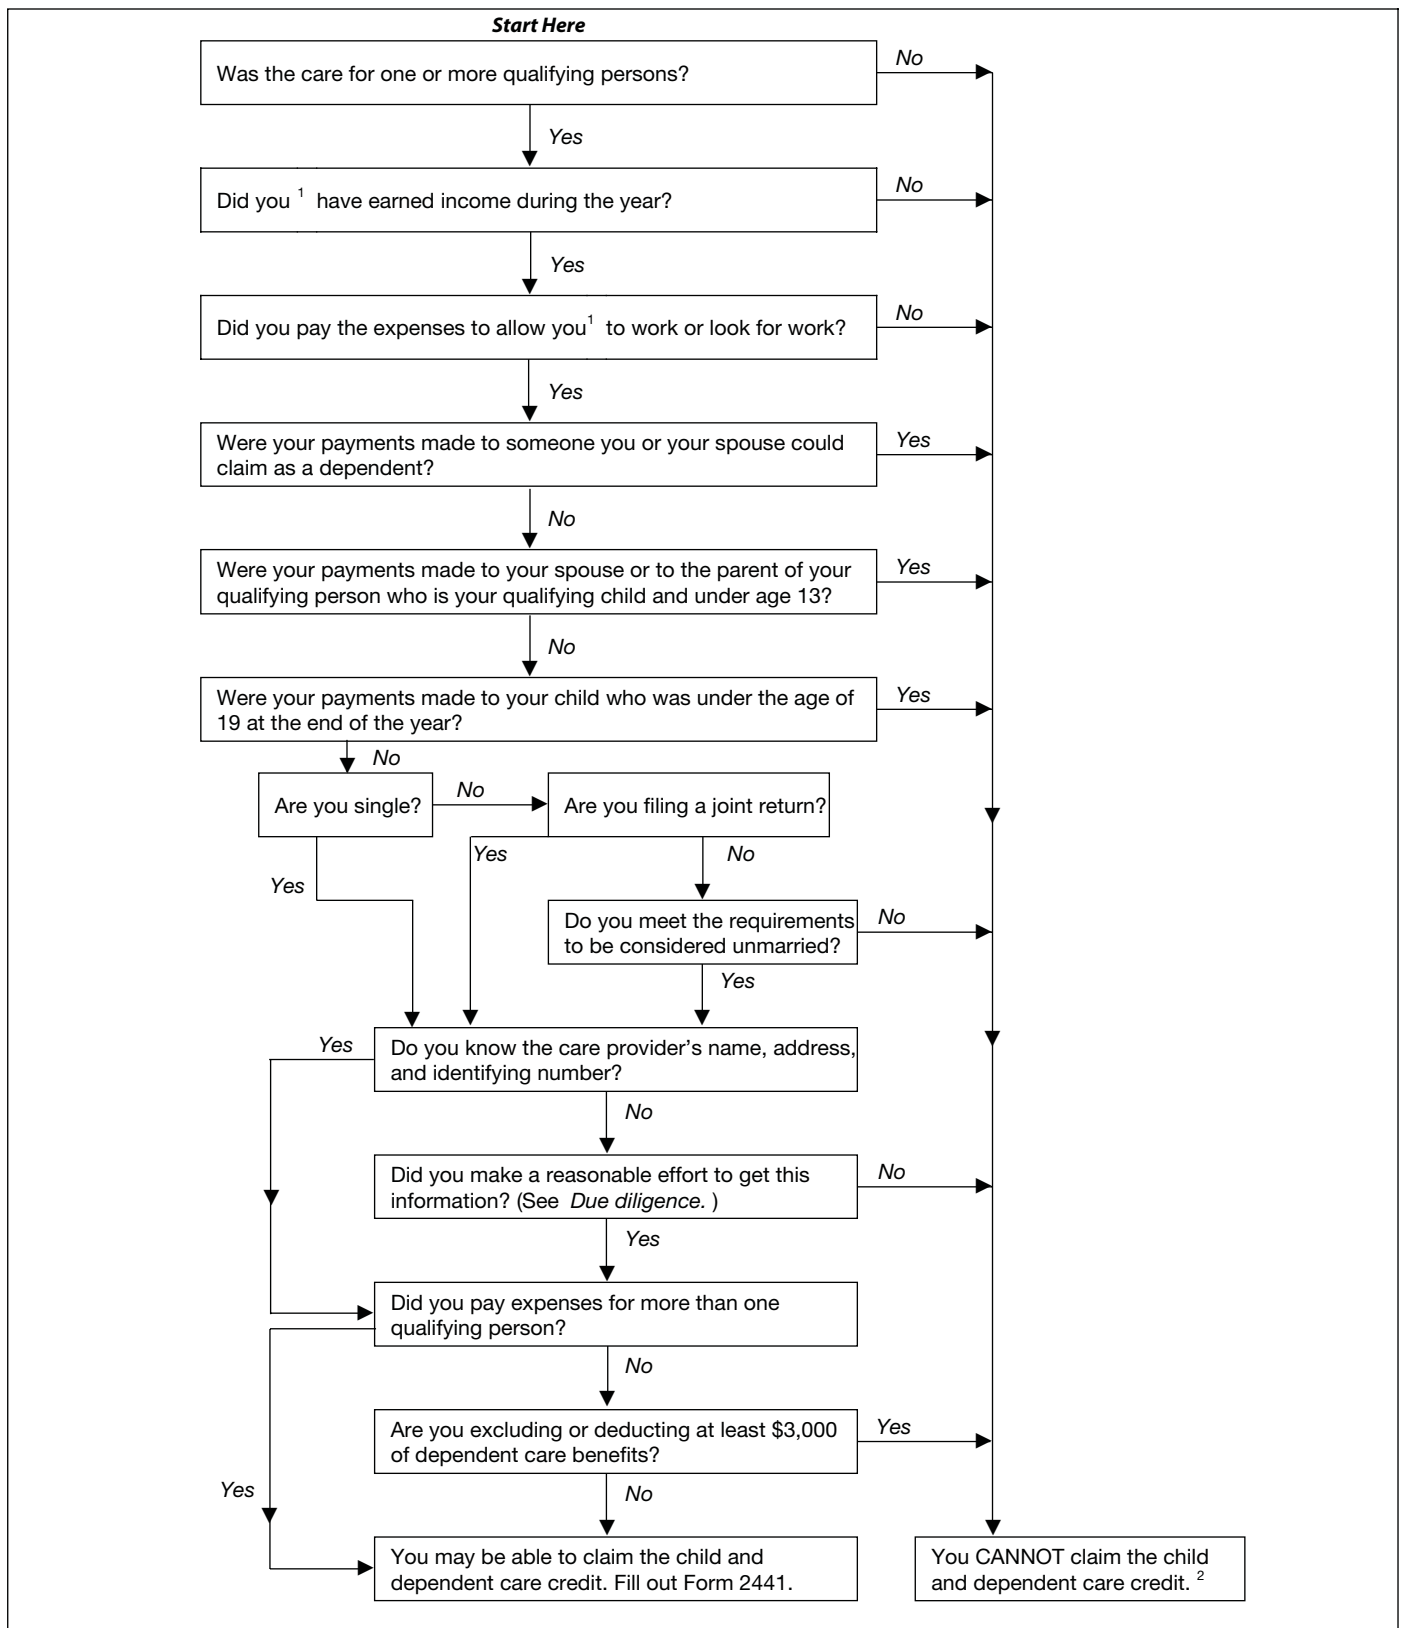 Start Here
Was the care for one or more qualifying persons?
No
Yes
Did you 1 have earned income during the year?
No
Yes
Did you pay the expenses to allow you1 to work or look for work?
No
Yes
Were your payments made to someone you or your spouse could
claim as a dependent?
Yes
No
Were your payments made to your spouse or to the parent of your
qualifying person who is your qualifying child and under age 13?
Yes
No
Were your payments made to your child who was under the age of
19 at the end of the year?
Yes
No
Are you single?
No
Are you filing a joint return?
Yes
No
Yes
Do you meet the requirements
to be considered unmarried?
No
Yes
Yes
Do you know the care provider's name, address,
and identifying number?
No
Did you make a reasonable effort to get this
information? (See Due diligence. )
No
Yes
Did you pay expenses for more than one
qualifying person?
No
Are you excluding or deducting at least $3,000
of dependent care benefits?
Yes
Yes
No
You may be able to claim the child and
dependent care credit. Fill out Form 2441.
You CANNOT claim the child
and dependent care credit. 2